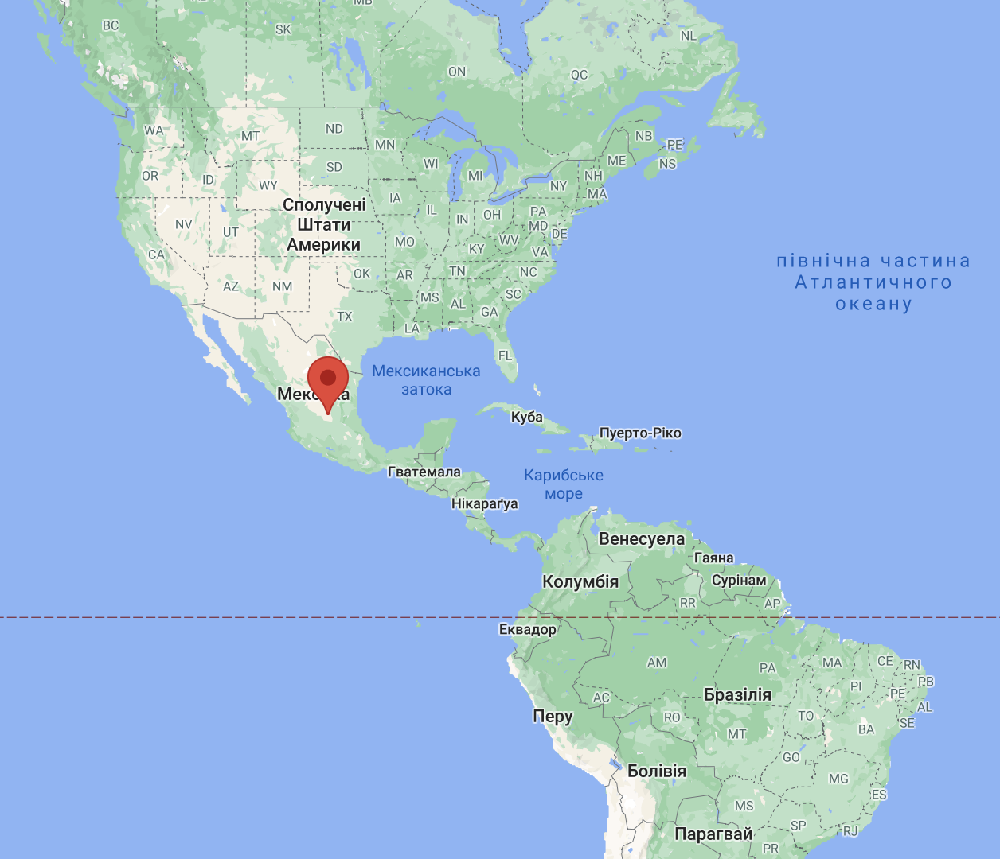 MB
BC
SK
NL
ON
QC
WA
MT
ND
MN
NB
PE
ME
NS
OR
ID
WY
SD
WI
MI
NH
NY
MA
IA
Сполучені
Штати
Америки
IL
IN
OH
PA
MD
DE
NV
UT
MO
KY
WV
VA
CA
північна частина
Атлантичного
океану
OK
AR
TN
NC
AZ
NM
MS
AL
SC
GA
TX
LA
FL
Мексиканська
затока
Куба
Пуерто-Ріко
Гватемала
Карибське
море
Нікараґуа
Венесуела
Гаяна
Колумбія
Сурінам
RR
AP
Еквадор
AM
PA
MA
CE
RN
PB
PI
PE
AL
Бразілія
AC
Перу
RO
TO
SE
BA
MT
GO
Болівія
MG
ES
MS
SP
RJ
Парагвай
PR